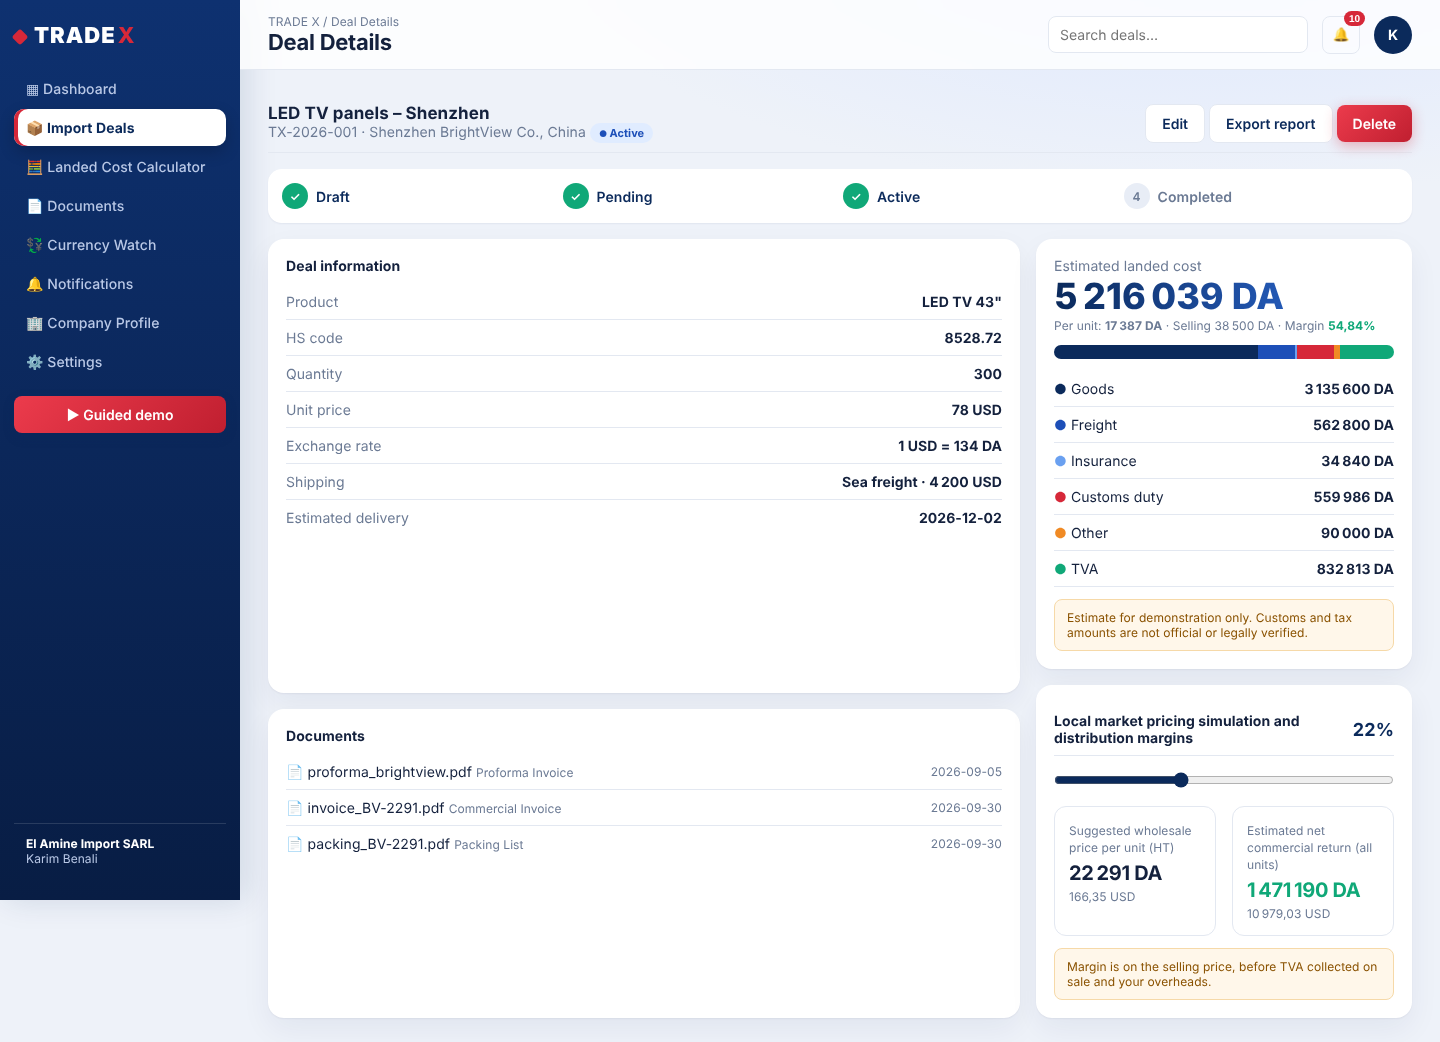 TRADE X
Dashboard
Import Deals
Landed Cost Calculator
Documents
Currency Watch
Notifications
Company Profile
Settings
Guided demo
El Amine Import SARL
Karim Benali
TRADE X / Deal Details
Deal Details
Search deals...
10
K
LED TV panels – Shenzhen
TX-2026-001 · Shenzhen BrightView Co., China Active
Edit
Export report
Delete
Draft
Pending
Active
4 Completed
Deal information
Product LED TV 43"
HS code 8528.72
Quantity 300
Unit price 78 USD
Exchange rate 1 USD = 134 DA
Shipping Sea freight · 4 200 USD
Estimated delivery 2026-12-02
Documents
proforma_brightview.pdf Proforma Invoice 2026-09-05
invoice_BV-2291.pdf Commercial Invoice 2026-09-30
packing_BV-2291.pdf Packing List 2026-09-30
Estimated landed cost
5 216 039 DA
Per unit: 17 387 DA · Selling 38 500 DA · Margin 54,84%
Goods 3 135 600 DA
Freight 562 800 DA
Insurance 34 840 DA
Customs duty 559 986 DA
Other 90 000 DA
TVA 832 813 DA
Estimate for demonstration only. Customs and tax
amounts are not official or legally verified.
Local market pricing simulation and
distribution margins
22%
Suggested wholesale
price per unit (HT)
22 291 DA
166,35 USD
Estimated net
commercial return (all
units)
1 471 190 DA
10 979,03 USD
Margin is on the selling price, before TVA collected on
sale and your overheads.